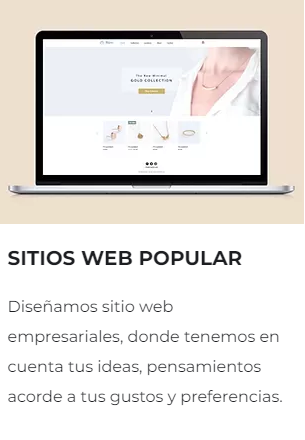 The New Minimal
GOLD COLLECTION
SITIOS WEB POPULAR
Diseñamos sitio web
empresariales, donde tenemos en
cuenta tus ideas, pensamientos
acorde a tus gustos y preferencias.